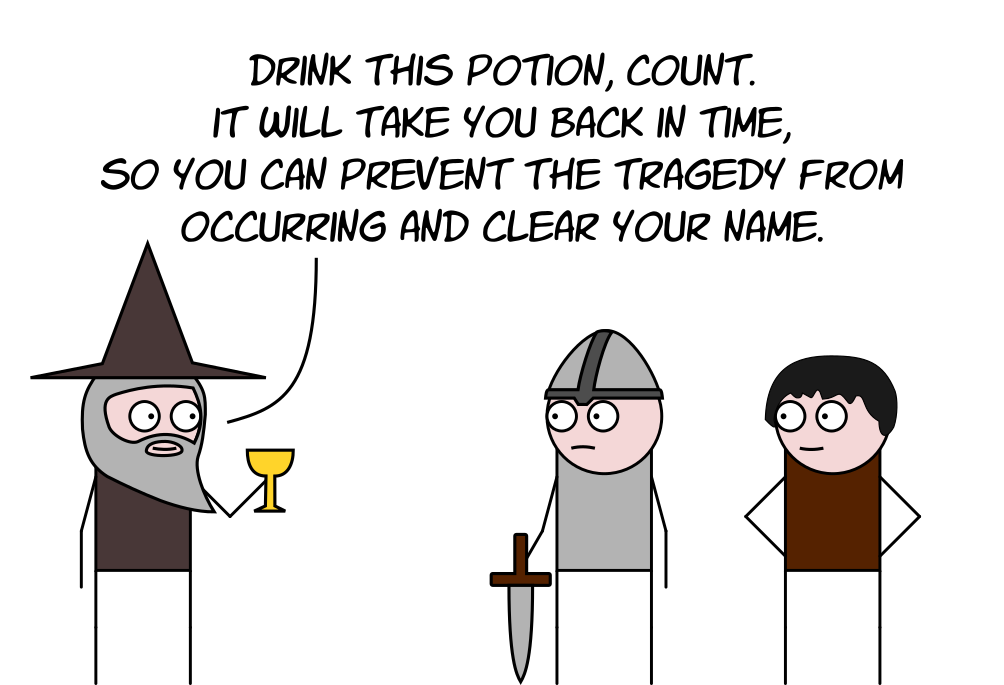 DRINK THIS POTION, COUNT.
IT WILL TAKE YOU BACK IN TIME,
SO YOU CAN PREVENT THE TRAGEDY FROM
OCCURRING AND CLEAR YOUR NAME.